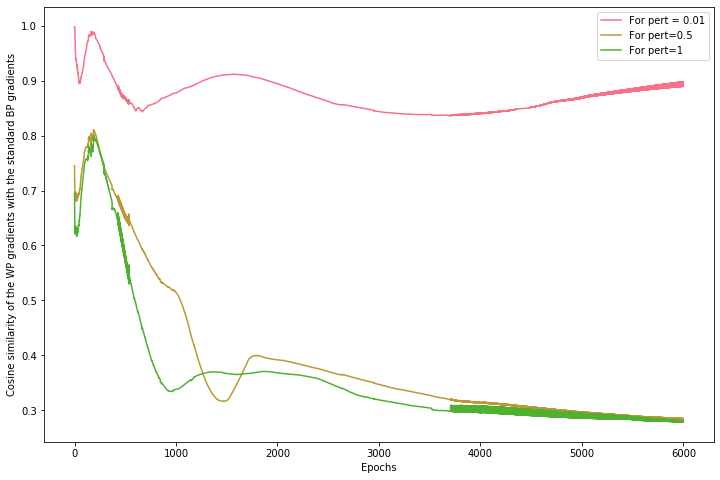 For pert = 0.01
For pert=0.5
For pert=1
Cosine similarity of the WP gradients with the standard BP gradients
1.0
0.9
0.8
0.7
0.6
0.5
0.4
0.3
0 1000 2000 3000 4000 5000 6000
Epochs